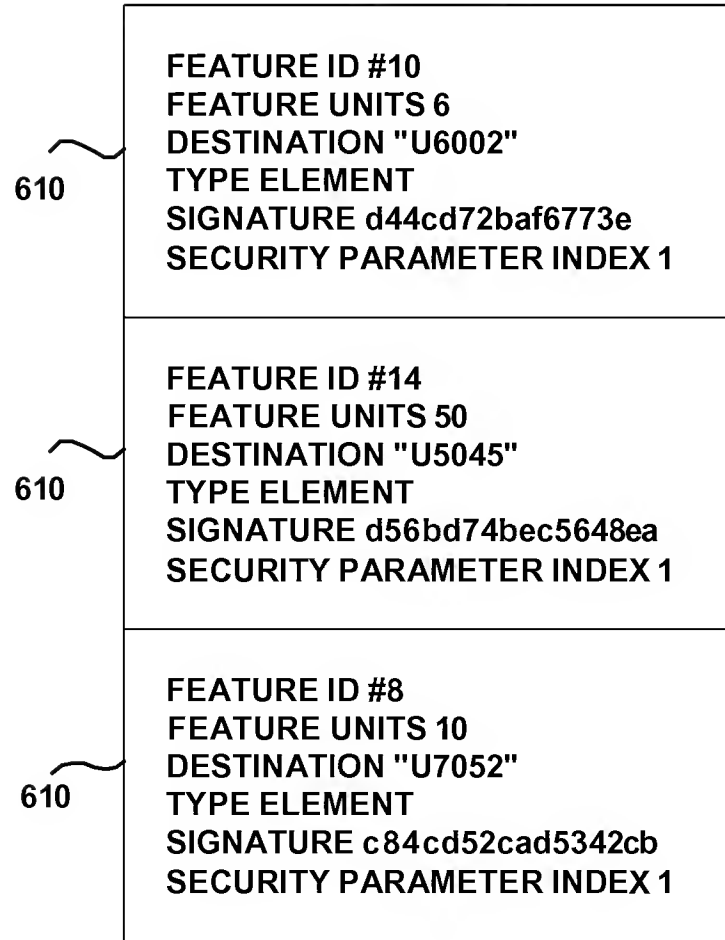 FEATURE ID #10
FEATURE UNITS 6
DESTINATION "U6002"
610
TYPE ELEMENT
SIGNATURE d44cd72baf6773e
SECURITY PARAMETER INDEX 1
FEATURE ID #14
FEATURE UNITS 50
DESTINATION "U5045"
610
TYPE ELEMENT
SIGNATURE d56bd74bec5648ea
SECURITY PARAMETER INDEX 1
FEATURE ID #8
FEATURE UNITS 10
DESTINATION "U7052"
610
TYPE ELEMENT
SIGNATURE c84cd52cad5342cb
SECURITY PARAMETER INDEX 1